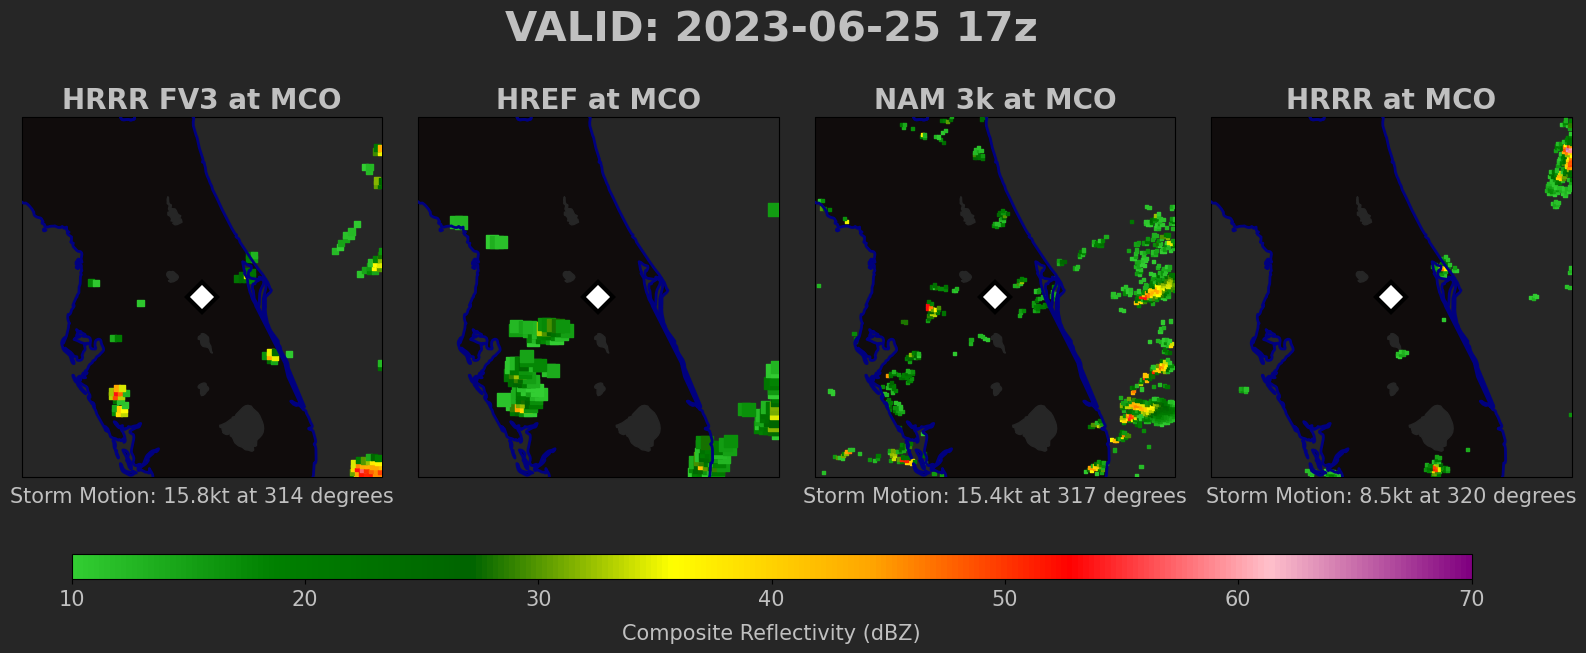 VALID: 2023-06-25 17z
HRRR FV3 at MCO
HREF at MCO
NAM 3k at MCO
HRRR at MCO
Storm Motion: 15.8kt at 314 degrees
Storm Motion: 15.4kt at 317 degrees
Storm Motion: 8.5kt at 320 degrees
10 20 30 40 50 60 70
Composite Reflectivity (dBZ)